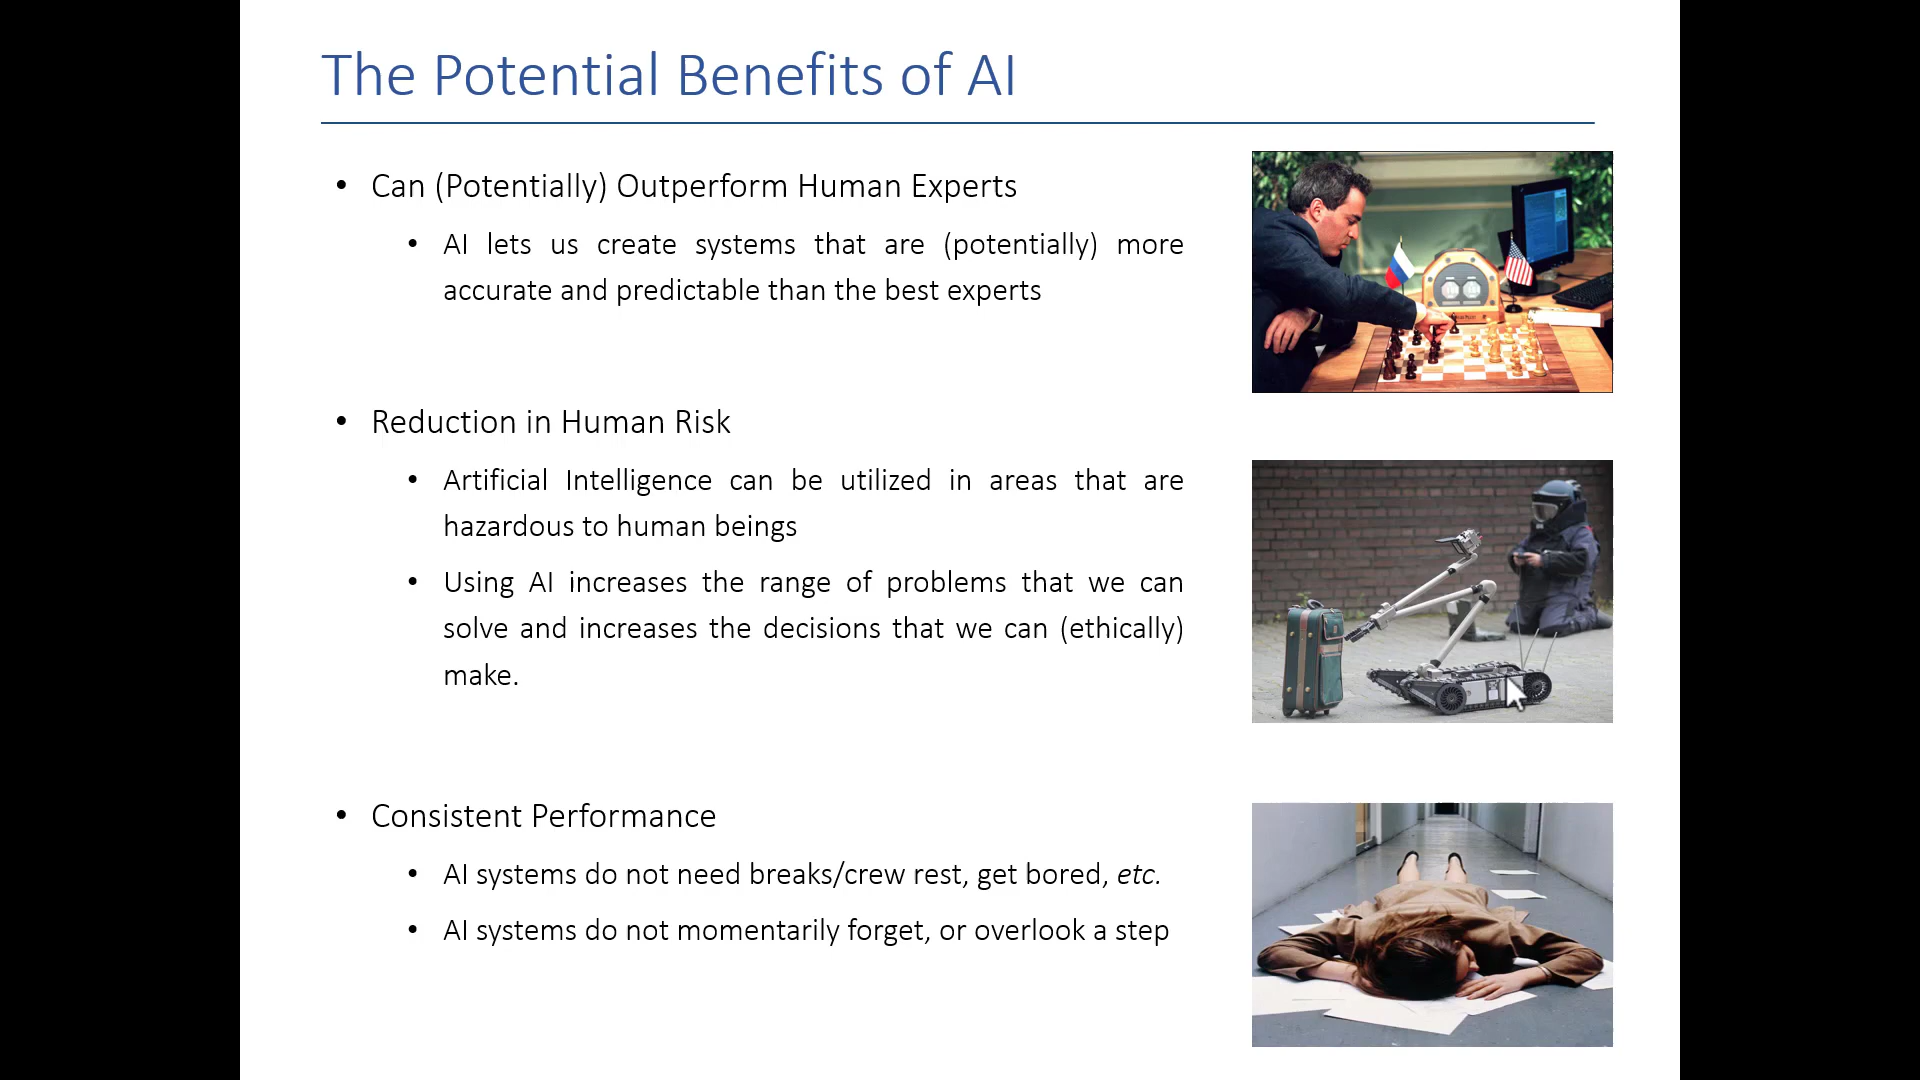 The Potential Benefits of AI
• Can (Potentially) Outperform Human Experts
• AI lets us create systems that are (potentially) more
accurate and predictable than the best experts
• Reduction in Human Risk
• Artificial Intelligence can be utilized in areas that are
hazardous to human beings
• Using AI increases the range of problems that we can
solve and increases the decisions that we can (ethically)
make.
• Consistent Performance
• AI systems do not need breaks/crew rest, get bored, etc.
• AI systems do not momentarily forget, or overlook a step